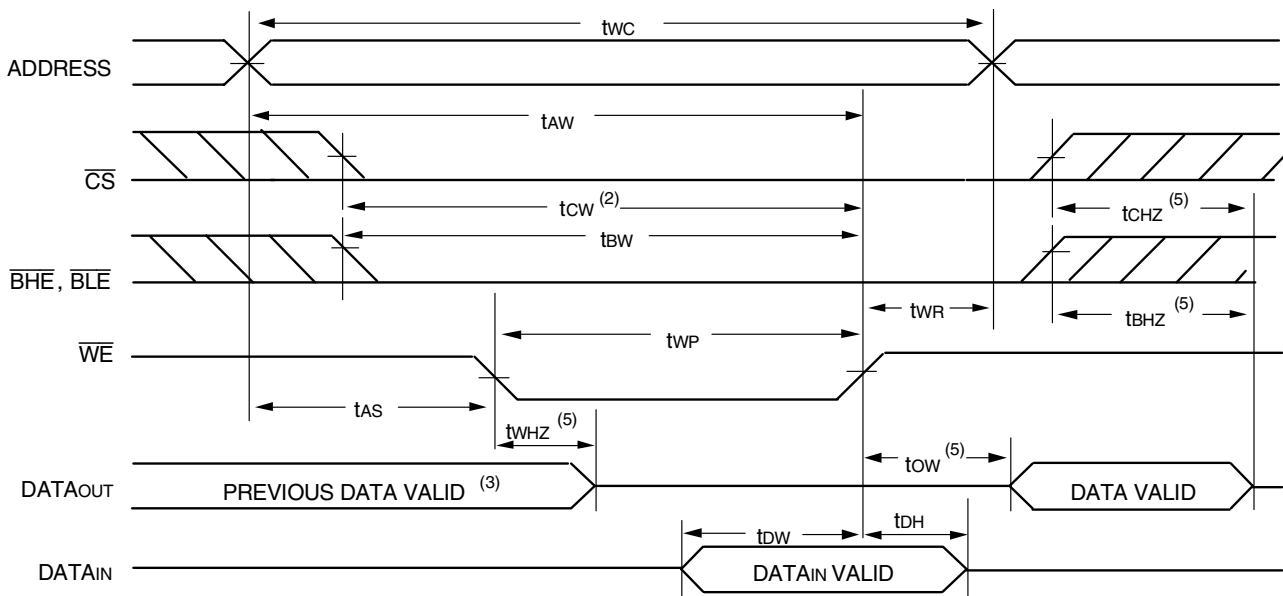 tWC
ADDRESS
tAW
CS
tCW (2)
tCHZ (5)
tBW
BHE, BLE
tWR
tBHZ (5)
tWP
WE
tAS
tWHZ (5)
tOW (5)
DATAOUT
PREVIOUS DATA VALID (3)
DATA VALID
tDW
tDH
DATAIN
DATAIN VALID